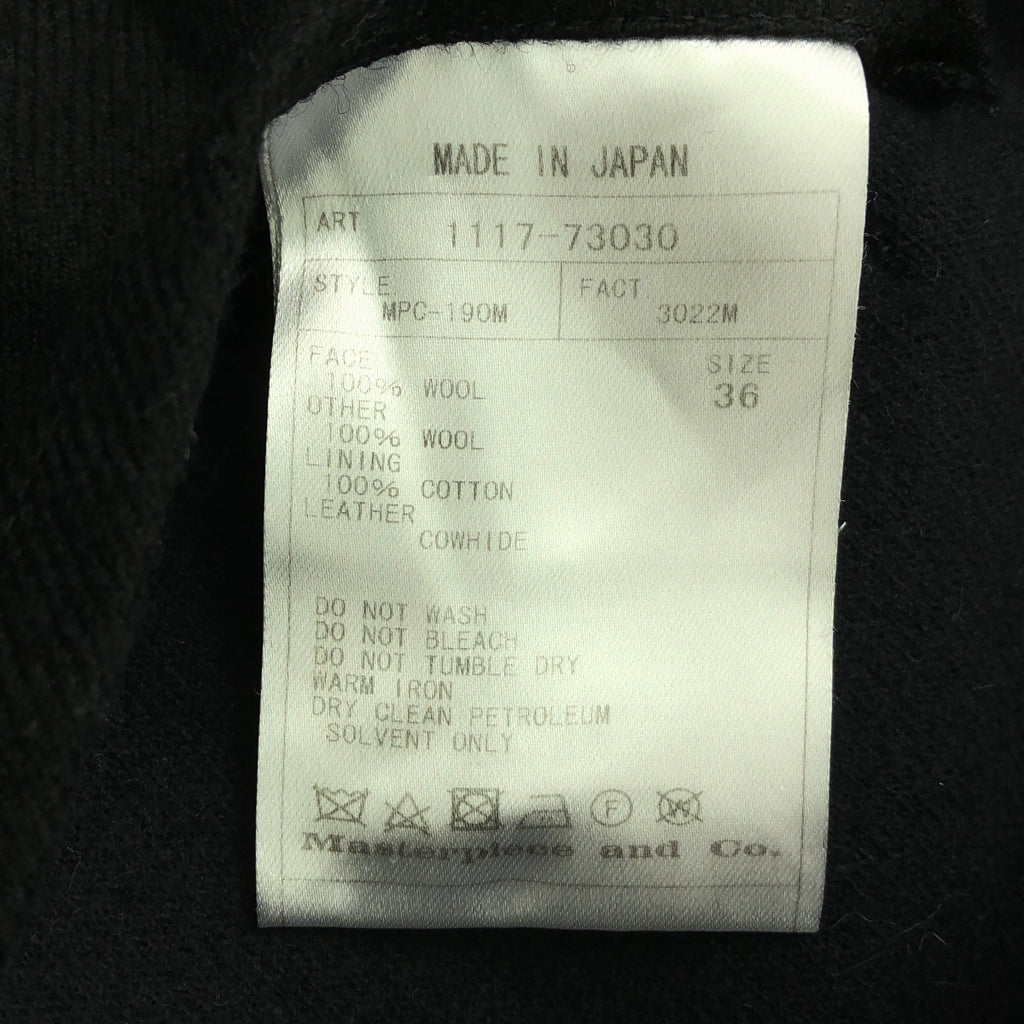 MADE IN JAPAN
ART 1117-73030
STYLE FACT
MPC-190M 3022M
FACE SIZE
100% WOOL 36
OTHER
100% WOOL
LINING
100% COTTON
LEATHER
COWHIDE
DO NOT WASH
DO NOT BLEACH
DO NOT TUMBLE DRY
WARM IRON
DRY CLEAN PETROLEUM
SOLVENT ONLY
F W
Masterpiece and Co.